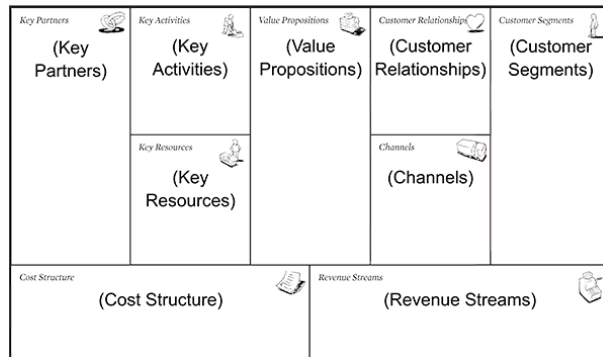 Key Partners
(Key
Partners)
Key Activities
(Key
Activities)
Key Resources
(Key
Resources)
Value Propositions
(Value
Propositions)
Customer Relationships
(Customer
Relationships)
Channels
(Channels)
Customer Segments
(Customer
Segments)
Cost Structure
(Cost Structure)
Revenue Streams
(Revenue Streams)